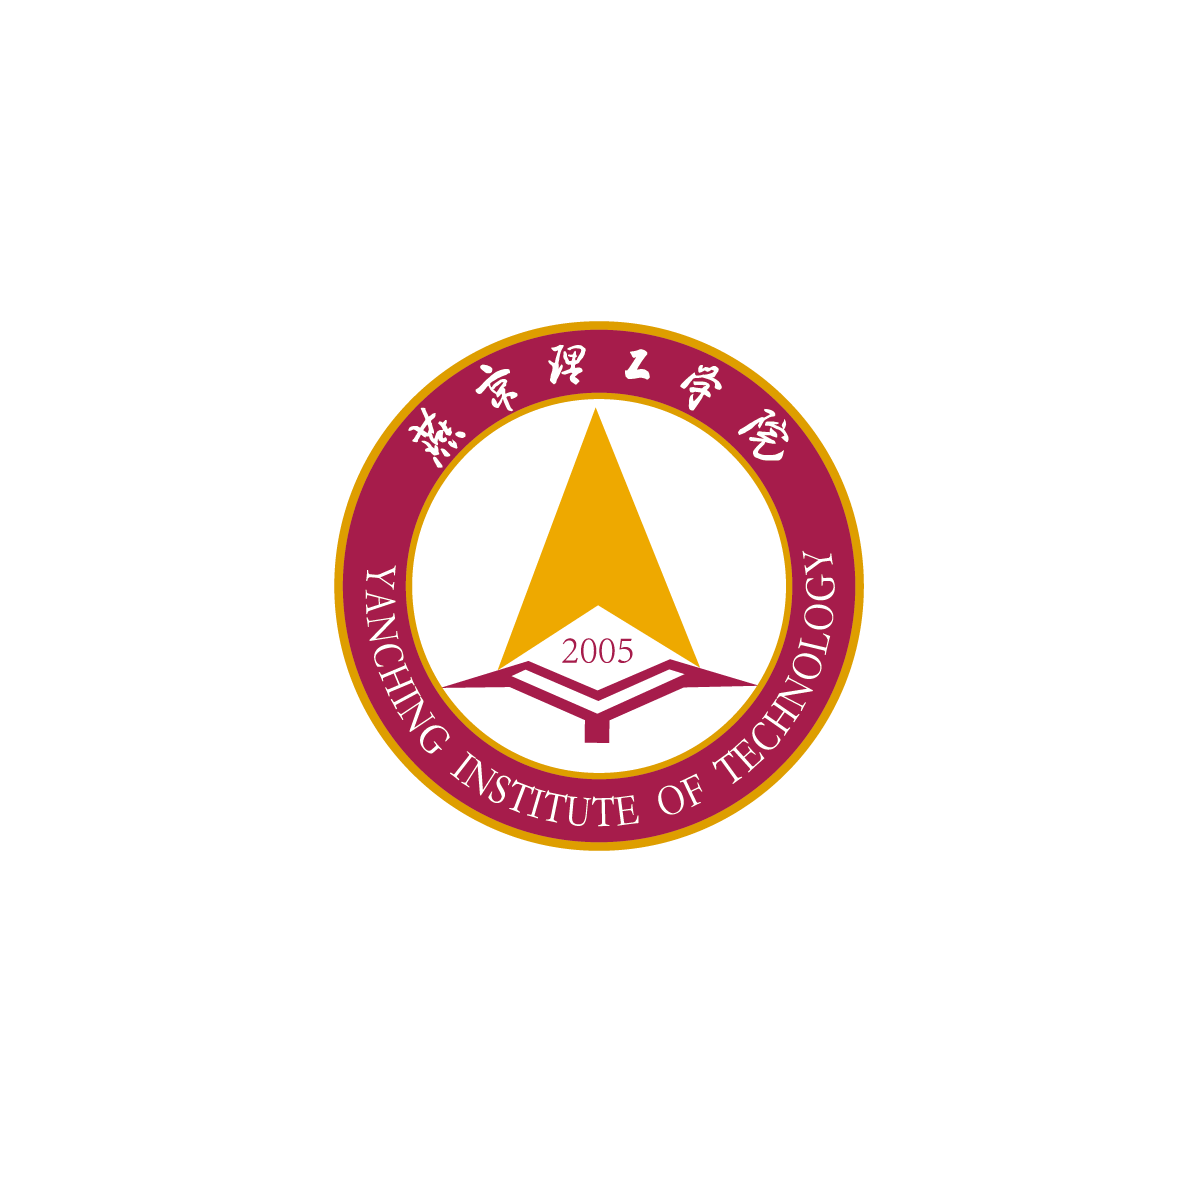 燕京理工学院
2005
YANCHING INSTITUTE OF TECHNOLOGY